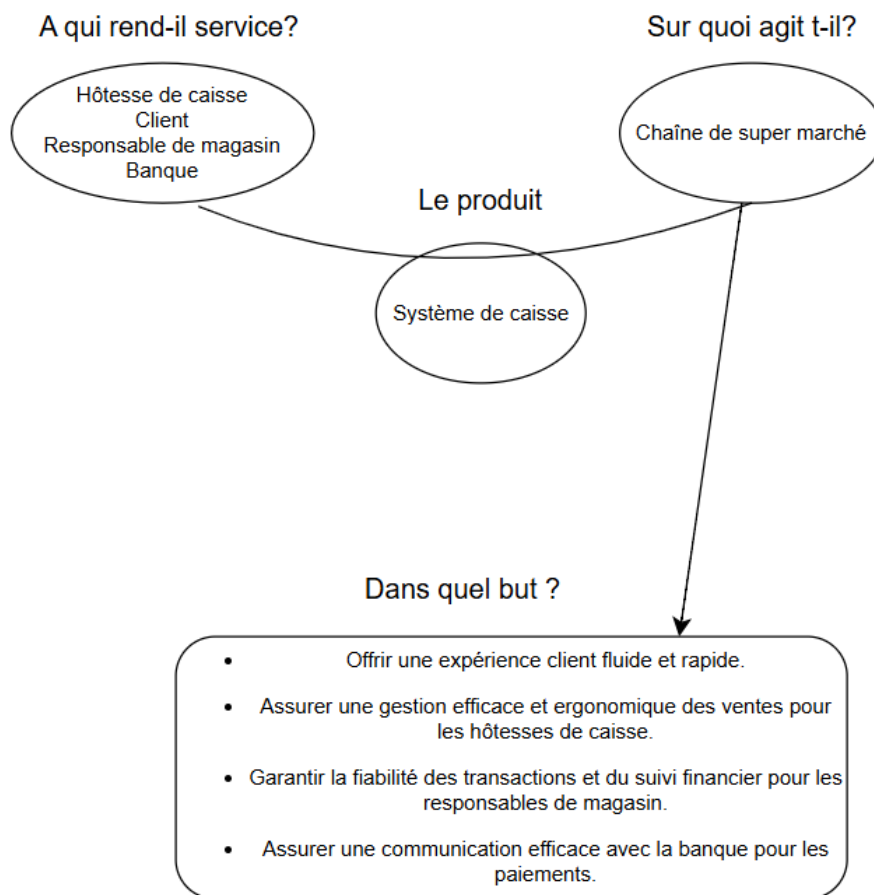 A qui rend-il service?
Sur quoi agit t-il?
Hôtesse de caisse
Client
Responsable de magasin
Banque
Chaîne de super marché
Le produit
Système de caisse
Dans quel but ?
• Offrir une expérience client fluide et rapide.
• Assurer une gestion efficace et ergonomique des ventes pour
les hôtesses de caisse.
• Garantir la fiabilité des transactions et du suivi financier pour les
responsables de magasin.
• Assurer une communication efficace avec la banque pour les
paiements.